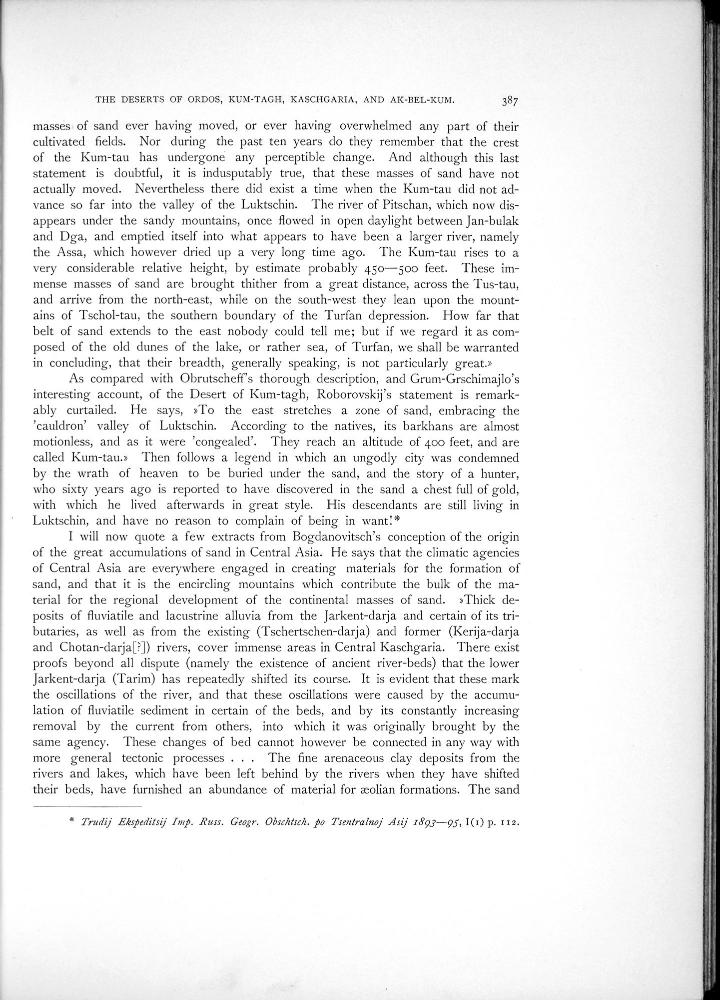 THE DESERTS OF ORDOS, KUM-TAGH, KASCHGARIA, AND AK-BEL-KUM. 387
masses of sand ever having moved, or ever having overwhelmed any part of their
cultivated fields. Nor during the past ten years do they remember that the crest
of the Kum-tau has undergone any perceptible change. And although this last
statement is doubtful, it is indusputably true, that these masses of sand have not
actually moved. Nevertheless there did exist a time when the Kum-tau did not ad-
vance so far into the valley of the Luktschin. The river of Pitschan, which now dis-
appears under the sandy mountains, once flowed in open daylight between Jan-bulak
and Dga, and emptied itself into what appears to have been a larger river, namely
the Assa, which however dried up a very long time ago. The Kum-tau rises to a
very considerable relative height, by estimate probably 450—500 feet. These im-
mense masses of sand are brought thither from a great distance, across the Tus-tau,
and arrive from the north-east, while on the south-west they lean upon the mount-
ains of Tschol-tau, the southern boundary of the Turfan depression. How far that
belt of sand extends to the east nobody could tell me; but if we regard it as com-
posed of the old dunes of the lake, or rather sea, of Turfan, we shall be warranted
in concluding, that their breadth, generally speaking, is not particularly great.»
As compared with Obrutscheff's thorough description, and Grum-Grschimajlo's
interesting account, of the Desert of Kum-tagh, Roborovskij's statement is remark-
ably curtailed. He says, »To the east stretches a zone of sand, embracing the
'cauldron' valley of Luktschin. According to the natives, its barkhans are almost
motionless, and as it were 'congealed'. They reach an altitude of 400 feet, and are
called Kum-tau.» Then follows a legend in which an ungodly city was condemned
by the wrath of heaven to be buried under the sand, and the story of a hunter,
who sixty years ago is reported to have discovered in the sand a chest full of gold,
with which he lived afterwards in great style. His descendants are still living in
Luktschin, and have no reason to complain of being in want!*
I will now quote a few extracts from Bogdanovitsch's conception of the origin
of the great accumulations of sand in Central Asia. He says that the climatic agencies
of Central Asia are everywhere engaged in creating materials for the formation of
sand, and that it is the encircling mountains which contribute the bulk of the ma-
terial for the regional development of the continental masses of sand. »Thick de-
posits of fluviatile and lacustrine alluvia from the Jarkent-darja and certain of its tri-
butaries, as well as from the existing (Tschertschen-darja) and former (Kerija-darja
and Chotan-darja[?]) rivers, cover immense areas in Central Kaschgaria. There exist
proofs beyond all dispute (namely the existence of ancient river-beds) that the lower
Jarkent-darja (Tarim) has repeatedly shifted its course. It is evident that these mark
the oscillations of the river, and that these oscillations were caused by the accumu-
lation of fluviatile sediment in certain of the beds, and by its constantly increasing
removal by the current from others, into which it was originally brought by the
same agency. These changes of bed cannot however be connected in any way with
more general tectonic processes . . . The fine arenaceous clay deposits from the
rivers and lakes, which have been left behind by the rivers when they have shifted
their beds, have furnished an abundance of material for æolian formations. The sand
* Trudij Ekspeditsij Imp. Russ. Geogr. Obschtsch. po Tsentralnoj Asij 1893—95, I(1) p. 112.